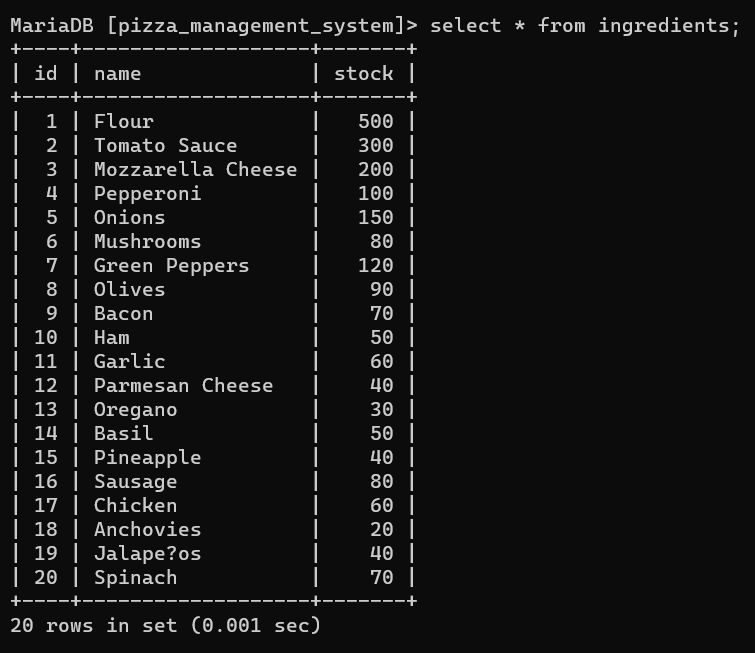 MariaDB [pizza_management_system]> select * from ingredients;
+----+-------------------+-------+
| id | name              | stock |
+----+-------------------+-------+
|  1 | Flour             |   500 |
|  2 | Tomato Sauce      |   300 |
|  3 | Mozzarella Cheese |   200 |
|  4 | Pepperoni         |   100 |
|  5 | Onions            |   150 |
|  6 | Mushrooms         |    80 |
|  7 | Green Peppers     |   120 |
|  8 | Olives            |    90 |
|  9 | Bacon             |    70 |
| 10 | Ham               |    50 |
| 11 | Garlic            |    60 |
| 12 | Parmesan Cheese   |    40 |
| 13 | Oregano           |    30 |
| 14 | Basil             |    50 |
| 15 | Pineapple         |    40 |
| 16 | Sausage           |    80 |
| 17 | Chicken           |    60 |
| 18 | Anchovies         |    20 |
| 19 | Jalape?os         |    40 |
| 20 | Spinach           |    70 |
+----+-------------------+-------+
20 rows in set (0.001 sec)